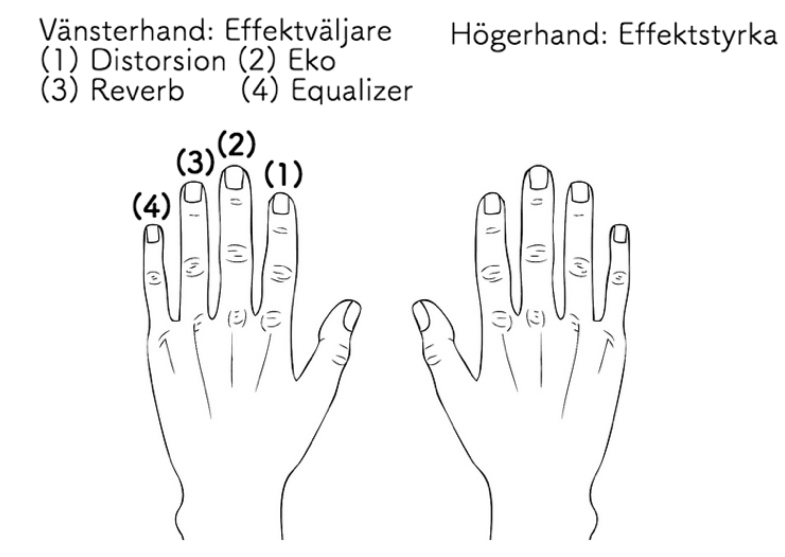 Vänsterhand: Effektväljare
(1) Distorsion (2) Eko
(3) Reverb (4) Equalizer
Högerhand: Effektstyrka
(2)
(3)
(1)
(4)